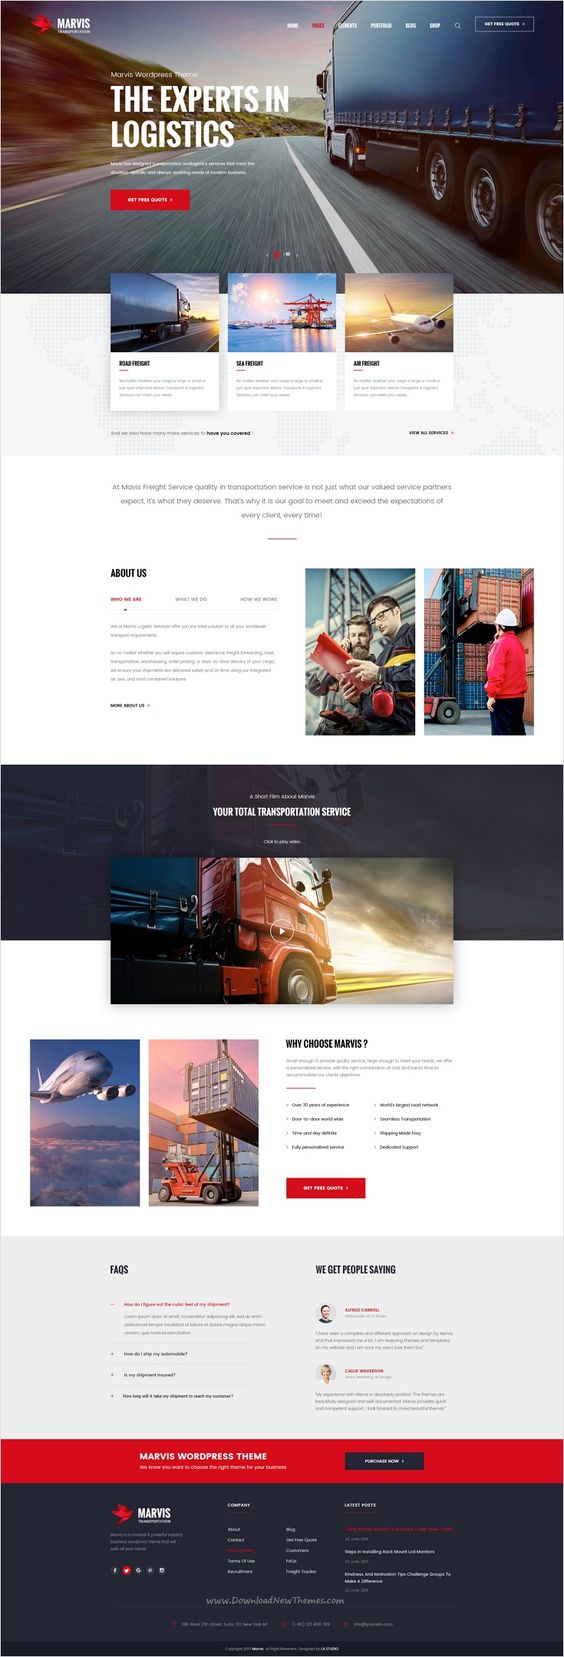 MARVIS
TRANSPORTATION
HOME PAGES ELEMENTS PORTFOLIO BLOG SHOP
GET FREE QUOTE
Marvis Wordpress Theme
THE EXPERTS IN
LOGISTICS
Mavis has designed transportation and logistics services that meet the
situation-specific and always-evolving needs of modern business.
GET FREE QUOTE
ROAD FREIGHT
No matter whether your cargo is large or small or
just spot shipment, Marvis Transports & Logistics
Services can meet your needs.
SEA FREIGHT
No matter whether your cargo is large or small or
just spot shipment, Marvis Transports & Logistics
Services can meet your needs.
AIR FREIGHT
No matter whether your cargo is large or small or
just spot shipment, Marvis Transports & Logistics
Services can meet your needs.
And we also have many more services to have you covered !
VIEW ALL SERVICES
At Mavis Freight Service quality in transportation service is not just what our valued service partners
expect, it's what they deserve. That's why it is our goal to meet and exceed the expectations of
every client, every time!
ABOUT US
WHO WE ARE WHAT WE DO HOW WE WORK
We at Marvis Logistic Services offer you the total solution to all your worldwide
transport requirements.
So no matter whether you will require customs clearance, freight forwarding, road
transportation, warehousing, order picking, or door-to-door delivery of your cargo,
we ensure your shipments are delivered safely and on time using our integrated
air, sea, and road combined solutions.
MORE ABOUT US
A Short Film About Marvis
YOUR TOTAL TRANSPORTATION SERVICE
Click to play video
WHY CHOOSE MARVIS ?
Small enough to provide quality service, large enough to meet your needs, we offer
a personalised service, with the right combination of cost and transit time to
accommodate our clients objectives.
Over 30 years of experience
World's largest road network
Door-to-door world wide
Seamless Transportation
Time and day definite
Shipping Made Easy
Fully personalised service
Dedicated Support
GET FREE QUOTE
FAQS
How do I figure out the cubic feet of my shipment?
Lorem ipsum dolor sit amet, consectetur adipisicing elit, sed do enim
adeiusmod tempor incididunt ut labore et dolore magna aliqua. Ut enim ad minim
veniam, quis nostrud exercitation
How do I ship my automobile?
Is my shipment insured?
How long will it take my shipment to reach my customer?
WE GET PEOPLE SAYING
ALFRED CARROLL
Webmaster at LA Studio
"I have seen a complete and different approach on design by Marvis
and that impressed me a lot. I am featuring themes and templates
on my website and I am sure my users love them too."
CALLIE WILKERSON
Senior Marketing at Google
"My experience with Marvis is absolutely positive. The themes are
beautifully designed and well documented. Marvis provides quick
and competent support. I look forward to more beautiful themes."
MARVIS WORDPRESS THEME
We know you want to choose the right theme for your business
PURCHASE NOW
MARVIS
TRANSPORTATION
Marvis is a creative & powerful industry
business wordpress theme that will
suits all your needs
COMPANY
About
Contact
Privacy Policy
Terms Of Use
Recruitment
Blog
Get Free Quote
Customers
FAQs
Freight Tracker
LATEST POSTS
22, June, 2016
Steps In Installing Rack Mount Lcd Monitors
22, June, 2016
Kindness And Motivation Tips Challenge Groups To
Make A Difference
22, June, 2016
www.DownloadNewThemes.com
(+65) 123 456 789
info@yoursite.com
Copyright 2016 Marvis. All Right Reserved. Designed by LA STUDIO